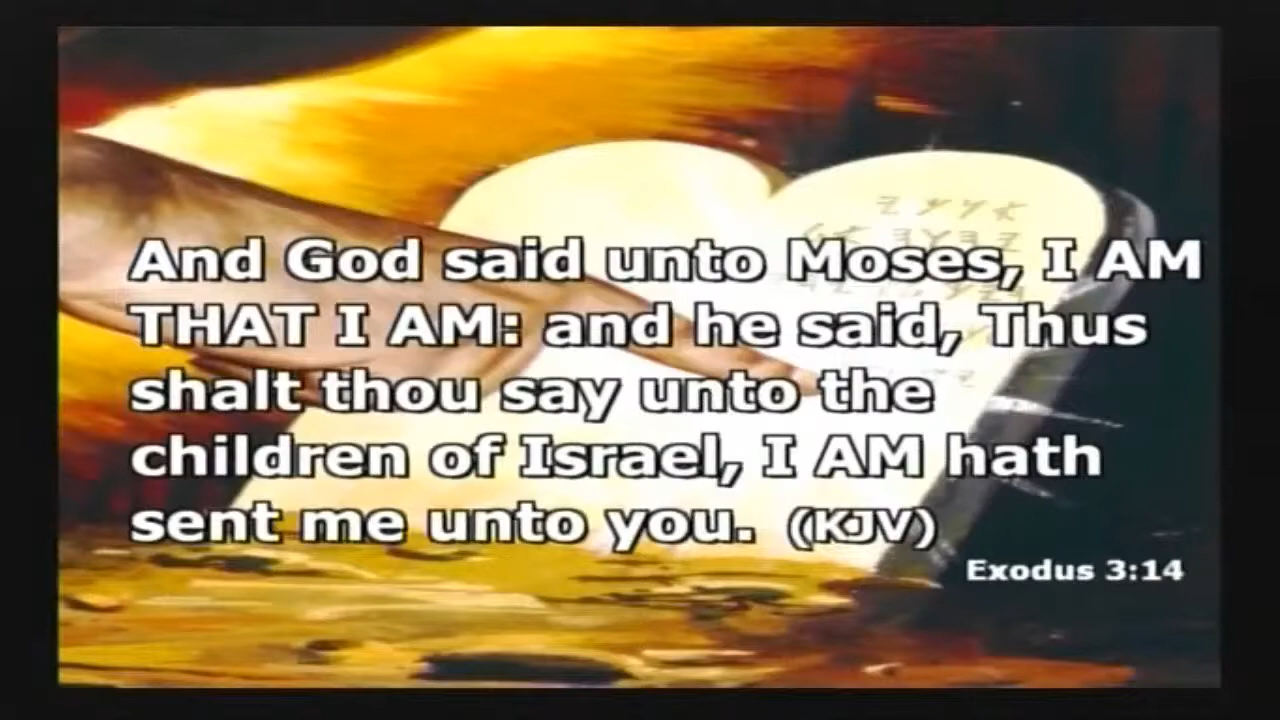 And God said unto Moses, I AM
THAT I AM: and he said, Thus
shalt thou say unto the
children of Israel, I AM hath
sent me unto you. (KJV)
Exodus 3:14